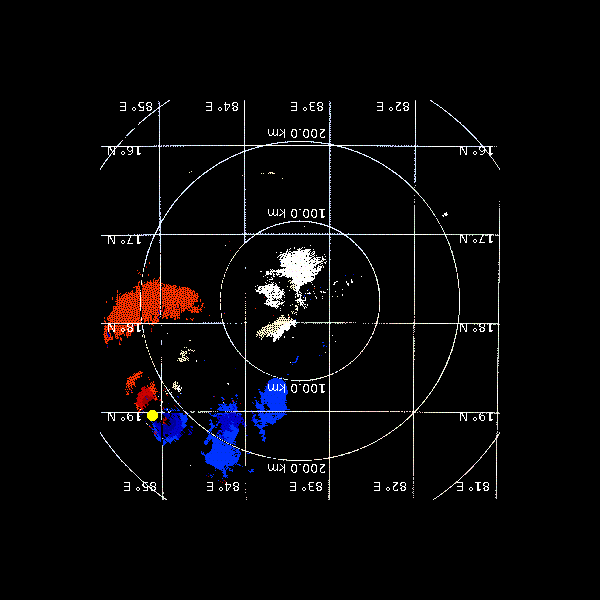 85° E 84° E 83° E 82° E
200.0 km
16° N 16° N
100.0 km
17° N 17° N
18° N 18° N
100.0 km
19° N 19° N
200.0 km
85° E 84° E 83° E 82° E 81° E